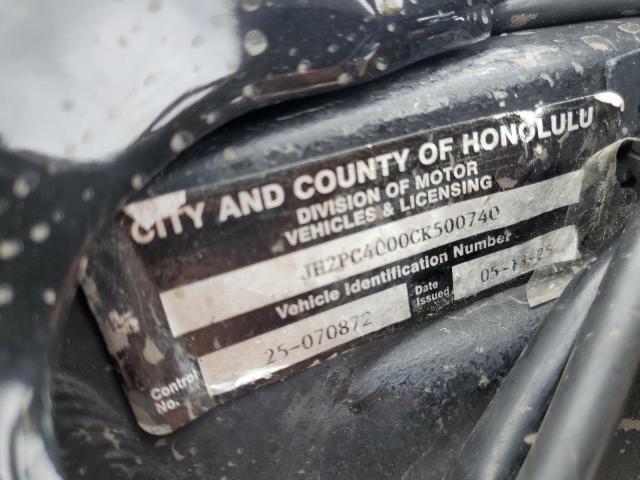 CITY AND COUNTY OF HONOLULU
DIVISION OF MOTOR
VEHICLES & LICENSING
JH2PC4000CK500740
Vehicle Identification Number
25-070872
Date Issued
05-13-25
Control No.